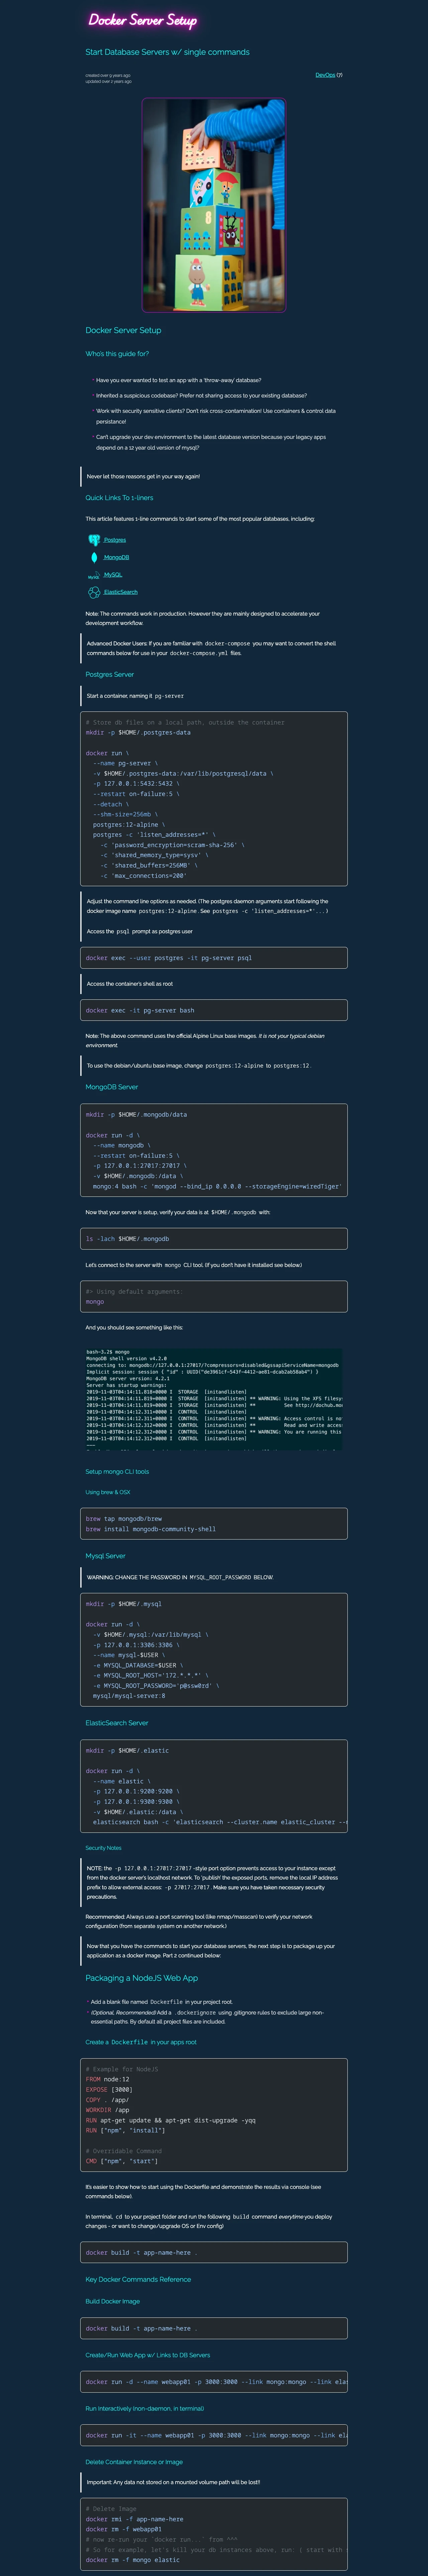 Docker Server Setup
Start Database Servers w/ single commands
created over 9 years ago
updated over 2 years ago
DevOps (7)
Docker Server Setup
Who's this guide for?
Have you ever wanted to test an app with a 'throw-away' database?
Inherited a suspicious codebase? Prefer not sharing access to your existing database?
Work with security sensitive clients? Don't risk cross-contamination! Use containers & control data
persistance!
Can't upgrade your dev environment to the latest database version because your legacy apps
depend on a 12 year old version of mysql?
Never let those reasons get in your way again!
Quick Links To 1-liners
This article features 1-line commands to start some of the most popular databases, including:
Postgres
MongoDB
MySQL
ElasticSearch
Note: The commands work in production. However they are mainly designed to accelerate your
development workflow.
Advanced Docker Users: If you are familiar with docker-compose you may want to convert the shell
commands below for use in your docker-compose.yml files.
Postgres Server
Start a container, naming it pg-server
# Store db files on a local path, outside the container
mkdir -p $HOME/.postgres-data
docker run \
--name pg-server \
-v $HOME/.postgres-data:/var/lib/postgresql/data \
-p 127.0.0.1:5432:5432 \
--restart on-failure:5 \
--detach \
--shm-size=256mb \
postgres:12-alpine \
postgres -c 'listen_addresses=*' \
-c 'password_encryption=scram-sha-256' \
-c 'shared_memory_type=sysv' \
-c 'shared_buffers=256MB' \
-c 'max_connections=200'
Adjust the command line options as needed. (The postgres daemon arguments start following the
docker image name postgres:12-alpine. See postgres -c 'listen_addresses=*'...)
Access the psql prompt as postgres user
docker exec --user postgres -it pg-server psql
Access the container's shell as root
docker exec -it pg-server bash
Note: The above command uses the official Alpine Linux base images. It is not your typical debian
environment.
To use the debian/ubuntu base image, change postgres:12-alpine to postgres:12.
MongoDB Server
mkdir -p $HOME/.mongodb/data
docker run -d \
--name mongodb \
--restart on-failure:5 \
-p 127.0.0.1:27017:27017 \
-v $HOME/.mongodb:/data \
mongo:4 bash -c 'mongod --bind_ip 0.0.0.0 --storageEngine=wiredTiger'
Now that your server is setup, verify your data is at $HOME/.mongodb with:
ls -lach $HOME/.mongodb
Let's connect to the server with mongo CLI tool. (If you don't have it installed see below.)
#> Using default arguments
mongo
And you should see something like this:
bash-3.2$ mongo
MongoDB shell version v4.2.0
connecting to: mongodb://127.0.0.1:27017/?compressors=disabled&gssapiServiceName=mongodb
MongoDB server version: 4.2.1
Server has startup warnings:
2019-11-03T04:14:11.818+0000 I STORAGE [initandlisten]
2019-11-03T04:14:11.819+0000 I STORAGE [initandlisten] ** WARNING: Using the XFS filesys
2019-11-03T04:14:11.819+0000 I STORAGE [initandlisten] ** See http://dochub.mon
2019-11-03T04:14:12.311+0000 I CONTROL [initandlisten]
2019-11-03T04:14:12.311+0000 I CONTROL [initandlisten] ** WARNING: Access control is not
2019-11-03T04:14:12.312+0000 I CONTROL [initandlisten] ** Read and write access
2019-11-03T04:14:12.312+0000 I CONTROL [initandlisten] ** WARNING: You are running this
2019-11-03T04:14:12.312+0000 I CONTROL [initandlisten]
Setup mongo CLI tools
Using brew & OSX
brew tap mongodb/brew
brew install mongodb-community-shell
Mysql Server
WARNING: CHANGE THE PASSWORD IN MYSQL_ROOT_PASSWORD BELOW.
mkdir -p $HOME/.mysql
docker run -d \
-v $HOME/.mysql:/var/lib/mysql \
-p 127.0.0.1:3306:3306 \
--name mysql-$USER \
-e MYSQL_DATABASE=$USER \
-e MYSQL_ROOT_HOST='172.*.*.*' \
-e MYSQL_ROOT_PASSWORD='p@ssw0rd' \
mysql/mysql-server:8
ElasticSearch Server
mkdir -p $HOME/.elastic
docker run -d \
--name elastic \
-p 127.0.0.1:9200:9200 \
-p 127.0.0.1:9300:9300 \
-v $HOME/.elastic:/data \
elasticsearch bash -c 'elasticsearch --cluster.name elastic_cluster --n
Security Notes
NOTE: the -p 127.0.0.1:27017:27017-style port option prevents access to your instance except
from the docker server's localhost network. To 'publish' the exposed ports, remove the local IP address
prefix to allow external access: -p 27017:27017. Make sure you have taken necessary security
precautions.
Recommended: Always use a port scanning tool (like nmap/masscan) to verify your network
configuration (from separate system on another network.)
Now that you have the commands to start your database servers, the next step is to package up your
application as a docker image. Part 2 continued below:
Packaging a NodeJS Web App
Add a blank file named Dockerfile in your project root.
(Optional, Recommended) Add a .dockerignore using .gitignore rules to exclude large non-
essential paths. By default all project files are included.
Create a Dockerfile in your apps root
# Example for NodeJS
FROM node:12
EXPOSE [3000]
COPY . /app/
WORKDIR /app
RUN apt-get update && apt-get dist-upgrade -yqq
RUN ["npm", "install"]
# Overridable Command
CMD ["npm", "start"]
It's easier to show how to start using the Dockerfile and demonstrate the results via console (see
commands below).
In terminal, cd to your project folder and run the following build command everytime you deploy
changes - or want to change/upgrade OS or Env config)
docker build -t app-name-here .
Key Docker Commands Reference
Build Docker Image
docker build -t app-name-here .
Create/Run Web App w/ Links to DB Servers
docker run -d --name webapp01 -p 3000:3000 --link mongo:mongo --link elas
Run Interactively (non-daemon, in terminal)
docker run -it --name webapp01 -p 3000:3000 --link mongo:mongo --link ela
Delete Container Instance or Image
Important: Any data not stored on a mounted volume path will be lost!!
# Delete Image
docker rmi -f app-name-here
docker rm -f webapp01
# now re-run your `docker run...` from ^^^
# So for example, let's kill your db instances above, run: ( start with
docker rm -f mongo elastic